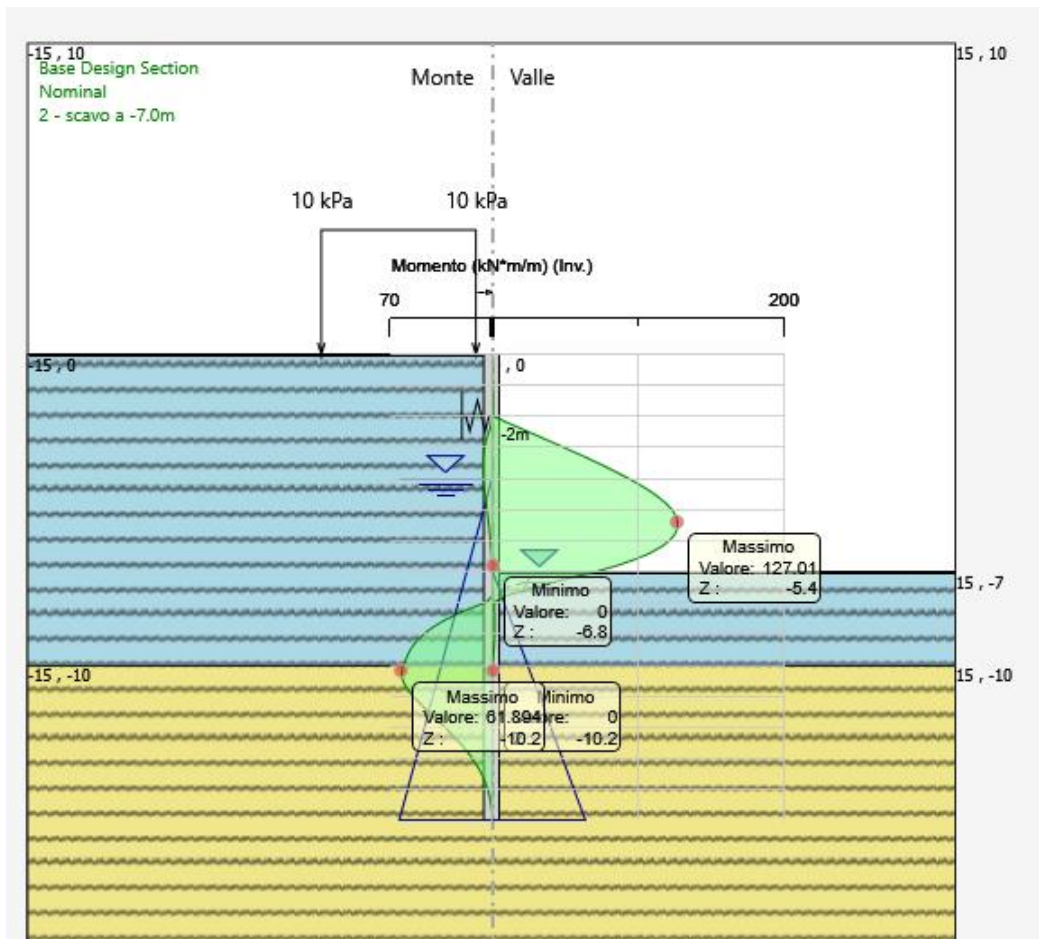 -15 , 10
15 , 10
Base Design Section
Nominal
2 - scavo a -7.0m
Monte
Valle
10 kPa
10 kPa
Momento (kN*m/m) (Inv.)
70
200
-15 , 0
, 0
-2m
Massimo
Valore: 127.01
Z : -5.4
15 , -7
Minimo
Valore: 0
Z : -6.8
-15 , -10
15 , -10
Massimo
Valore: 61.894
Z : -10.2
Minimo
0
-10.2